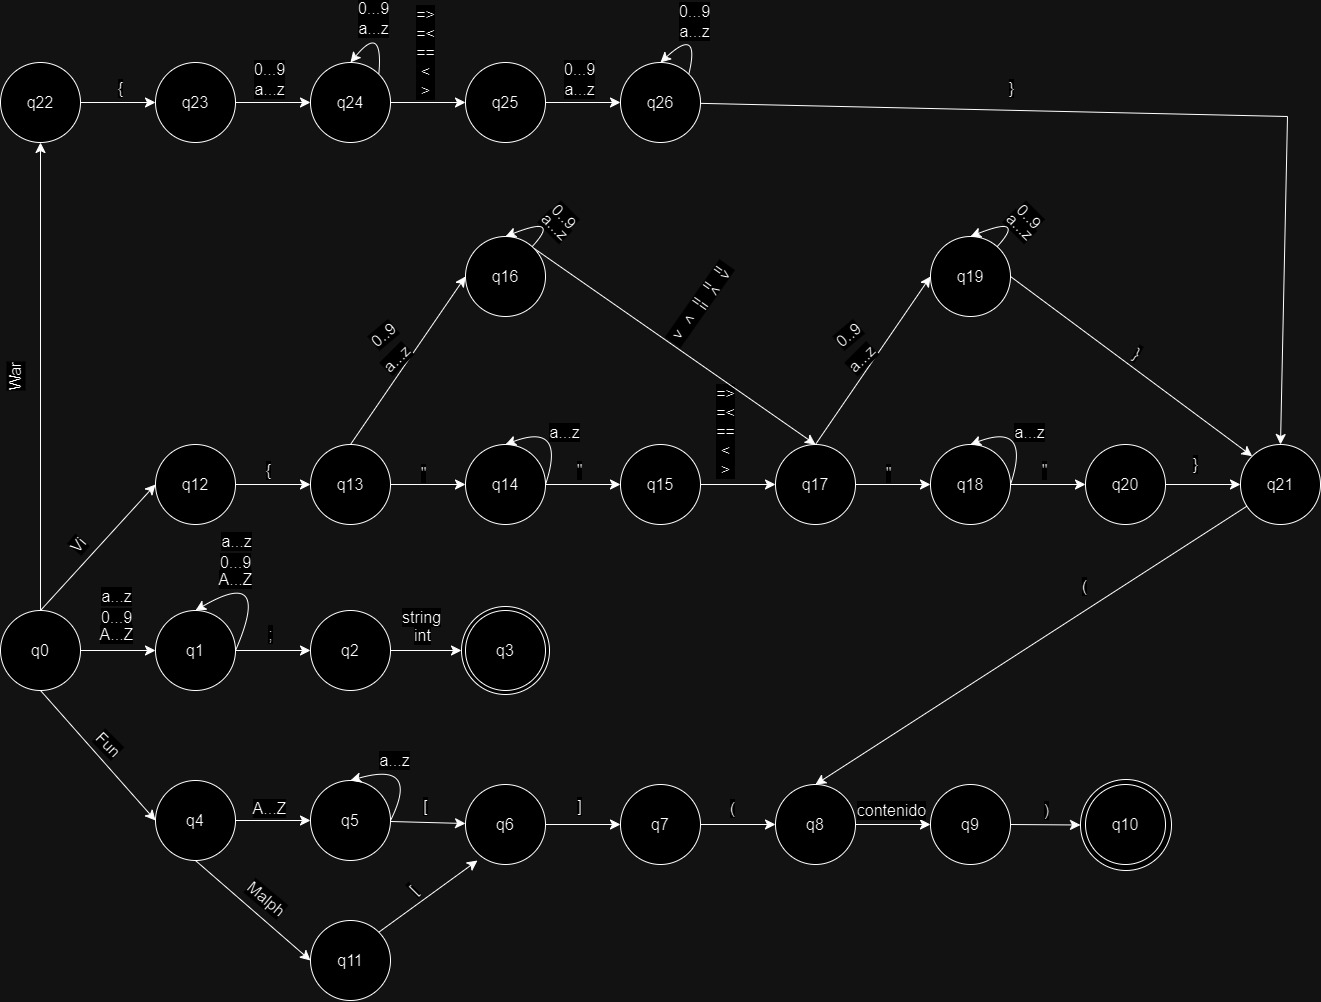 0...9
a...z
=>
=<
==
<
>
0...9
a...z
q22
{
q23
0...9
a...z
q24
q25
0...9
a...z
q26
}
War
q16
0..9
a...z
0..9
a...z
=>
=<
==
<
>
q19
0..9
a...z
0..9
a...z
}
=>
=<
==
<
>
Vi
q12
{
q13
"
q14
a...z
"
q15
q17
"
q18
a...z
"
q20
}
q21
(
a...z
0...9
A...Z
q0
a...z
0...9
A...Z
q1
;
q2
string
int
q3
Fun
q4
A...Z
q5
a...z
[
q6
]
q7
(
q8
contenido
q9
)
q10
Malph
[
q11